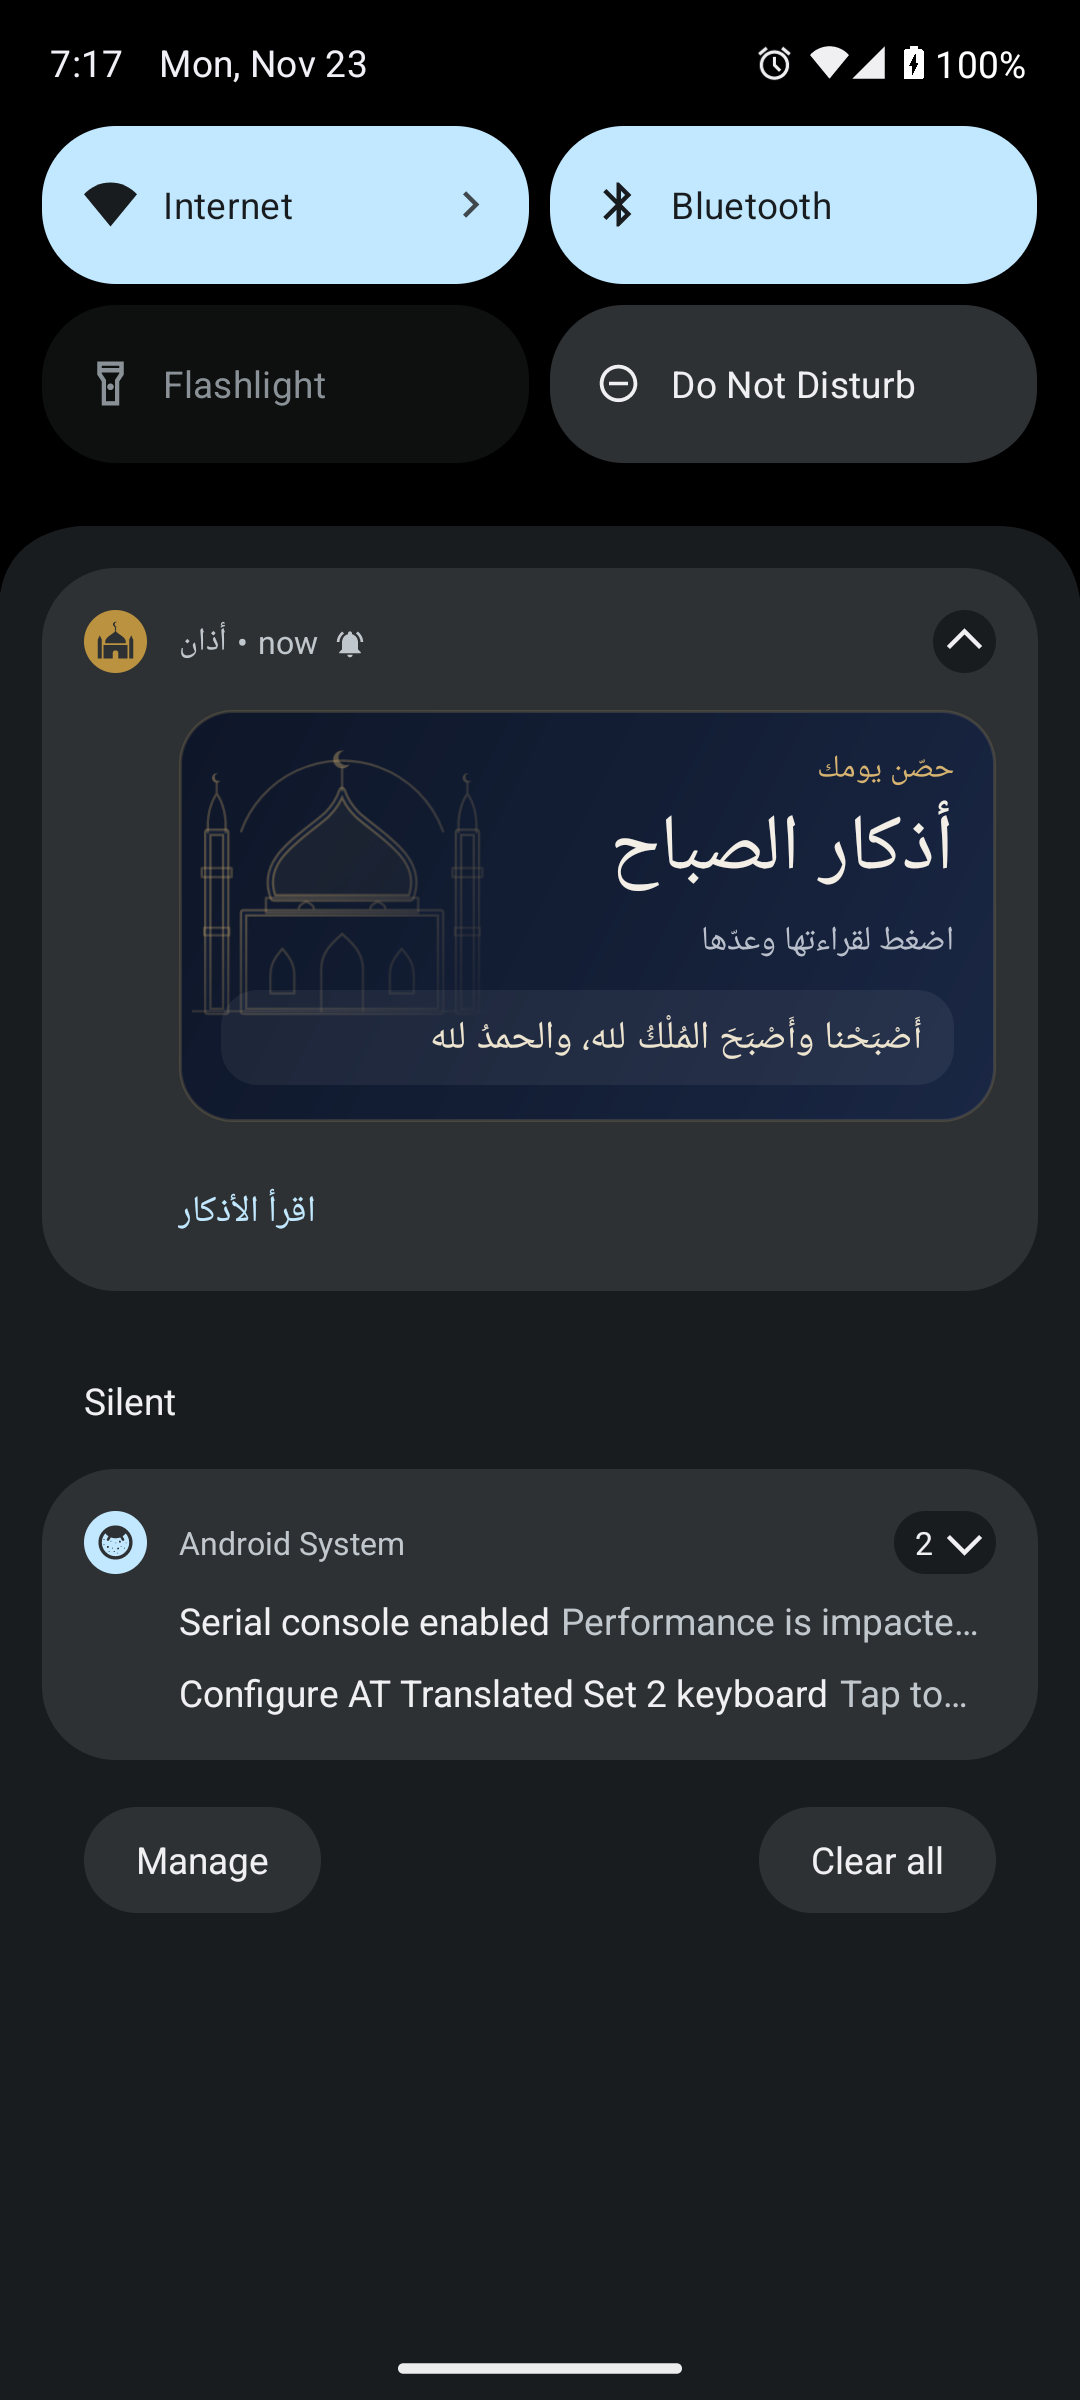 7:17 Mon, Nov 23 100%
Internet
Bluetooth
Flashlight
Do Not Disturb
أذان • now
حصّن يومك
أذكار الصباح
اضغط لقراءتها وعدّها
أَصْبَحْنا وأَصْبَحَ المُلْكُ لله، والحمدُ لله
اقرأ الأذكار
Silent
Android System
2
Serial console enabled Performance is impacte…
Configure AT Translated Set 2 keyboard Tap to…
Manage
Clear all